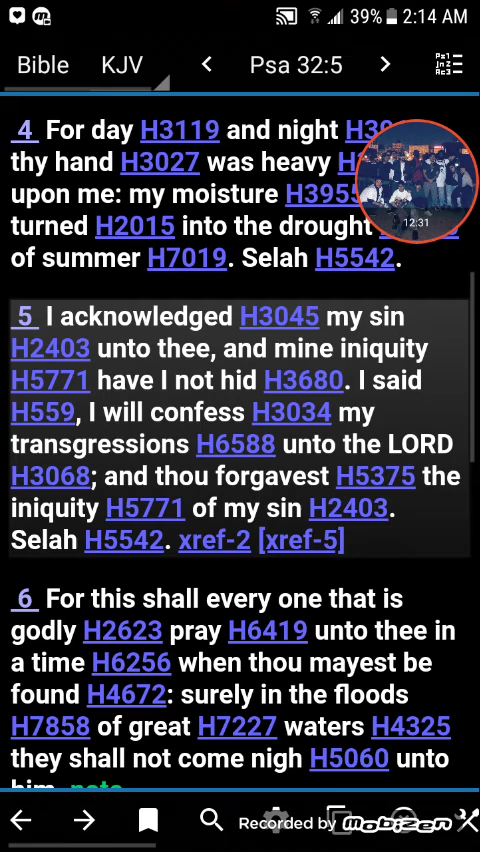 39% 2:14 AM
Bible KJV < Psa 32:5 >
4 For day H3119 and night
thy hand H3027 was heavy
upon me: my moisture H3955
turned H2015 into the drought
of summer H7019. Selah H5542.
12:31
5 I acknowledged H3045 my sin
H2403 unto thee, and mine iniquity
H5771 have I not hid H3680. I said
H559, I will confess H3034 my
transgressions H6588 unto the LORD
H3068; and thou forgavest H5375 the
iniquity H5771 of my sin H2403.
Selah H5542. xref-2 [xref-5]
6 For this shall every one that is
godly H2623 pray H6419 unto thee in
a time H6256 when thou mayest be
found H4672: surely in the floods
H7858 of great H7227 waters H4325
they shall not come nigh H5060 unto
him. note
Recorded by mobizen